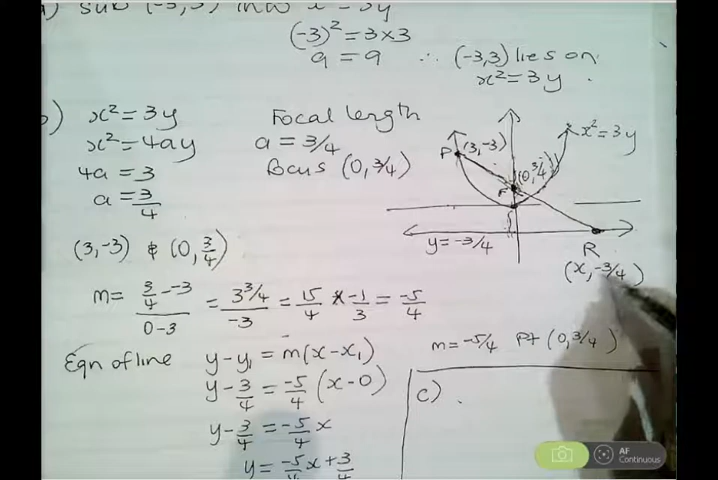 (-3)² = 3×3
9 = 9 ∴ (-3,3) lies on
x² = 3y .
b)
x² = 3y
x² = 4ay
4a = 3
a = 3/4
Focal length
a = 3/4
Focus (0, 3/4)
P
(3,-3)
(0, 3/4)
F
x² = 3y
y = -3/4
R
(x, -3/4)
(3,-3) & (0, 3/4)
m = (3/4 - -3)/(0-3) = (3 3/4)/-3 = 15/4 × -1/3 = -5/4
Eqn of line y-y₁ = m(x-x₁)
m = -5/4 Pt (0, 3/4)
y - 3/4 = -5/4 (x-0)
y - 3/4 = -5/4 x
y = -5/4 x + 3/4
c) .
AF
Continuous